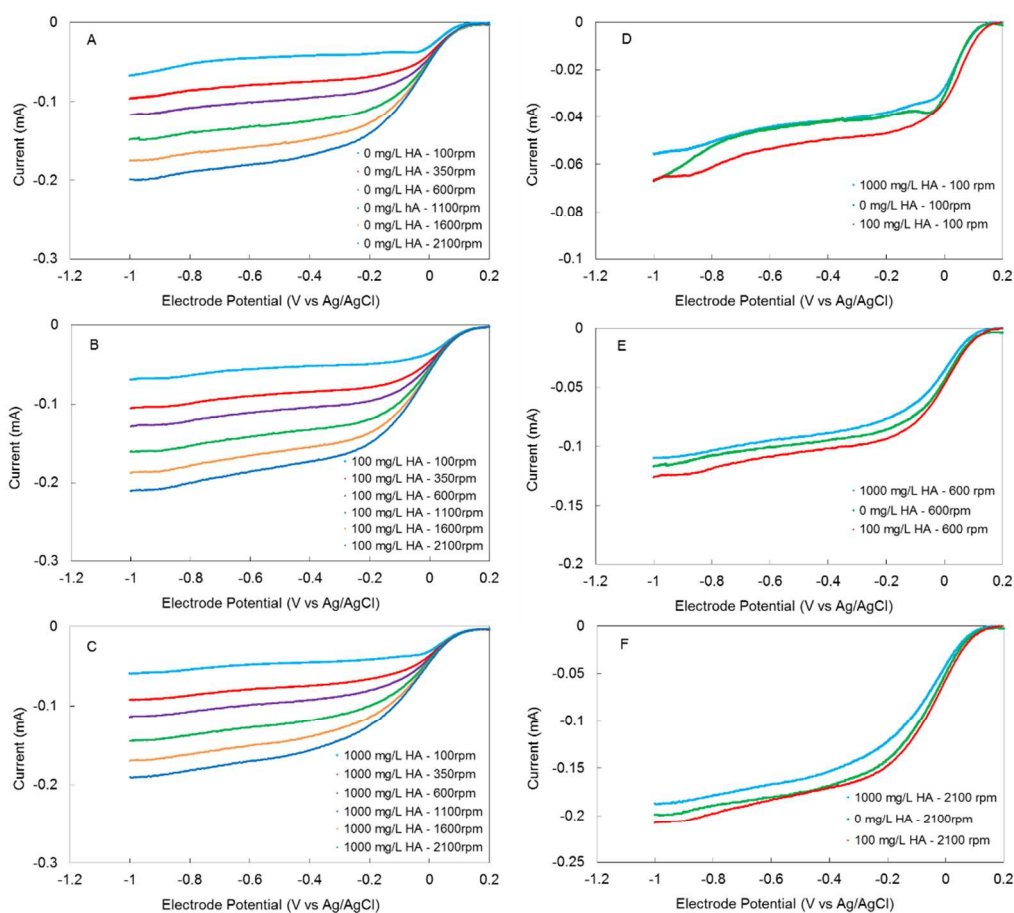 A
0
-0.1
-0.2
-0.3
Current (mA)
0 mg/L HA - 100rpm
0 mg/L HA - 350rpm
0 mg/L HA - 600rpm
0 mg/L hA - 1100rpm
0 mg/L HA - 1600rpm
0 mg/L HA - 2100rpm
-1.2 -1 -0.8 -0.6 -0.4 -0.2 0 0.2
Electrode Potential (V vs Ag/AgCl)
B
0
-0.1
-0.2
-0.3
Current (mA)
100 mg/L HA - 100rpm
100 mg/L HA - 350rpm
100 mg/L HA - 600rpm
100 mg/L HA - 1100rpm
100 mg/L HA - 1600rpm
100 mg/L HA - 2100rpm
-1.2 -1 -0.8 -0.6 -0.4 -0.2 0 0.2
Electrode Potential (V vs Ag/AgCl)
C
0
-0.1
-0.2
-0.3
Current (mA)
1000 mg/L HA - 100rpm
1000 mg/L HA - 350rpm
1000 mg/L HA - 600rpm
1000 mg/L HA - 1100rpm
1000 mg/L HA - 1600rpm
1000 mg/L HA - 2100rpm
-1.2 -1 -0.8 -0.6 -0.4 -0.2 0 0.2
Electrode Potential (V vs Ag/AgCl)
D
0
-0.02
-0.04
-0.06
-0.08
-0.1
Current (mA)
1000 mg/L HA - 100 rpm
0 mg/L HA - 100rpm
100 mg/L HA - 100 rpm
-1.2 -1 -0.8 -0.6 -0.4 -0.2 0 0.2
Electrode Potential (V vs Ag/AgCl)
E
0
-0.05
-0.1
-0.15
-0.2
Current (mA)
1000 mg/L HA - 600 rpm
0 mg/L HA - 600rpm
100 mg/L HA - 600 rpm
-1.2 -1 -0.8 -0.6 -0.4 -0.2 0 0.2
Electrode Potential (V vs Ag/AgCl)
F
0
-0.05
-0.1
-0.15
-0.2
-0.25
Current (mA)
1000 mg/L HA - 2100 rpm
0 mg/L HA - 2100rpm
100 mg/L HA - 2100 rpm
-1.2 -1 -0.8 -0.6 -0.4 -0.2 0 0.2
Electrode Potential (V vs Ag/AgCl)